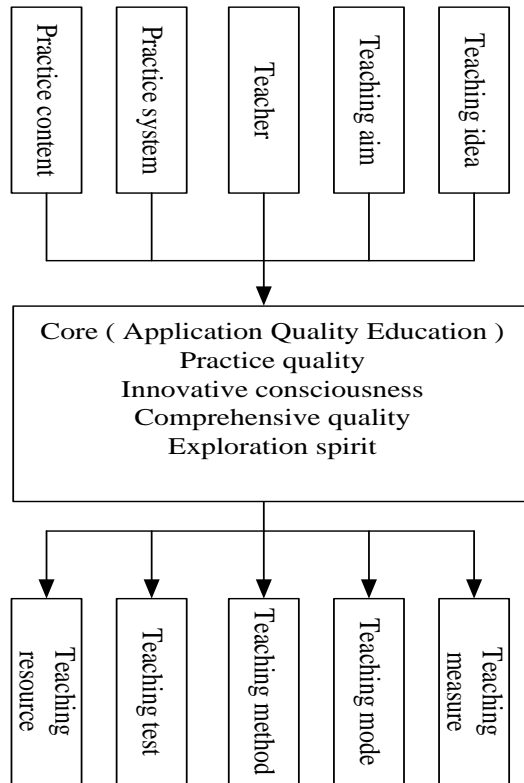 Practice content
Practice system
Teacher
Teaching aim
Teaching idea
Core ( Application Quality Education )
Practice quality
Innovative consciousness
Comprehensive quality
Exploration spirit
Teaching
resource
Teaching test
Teaching method
Teaching mode
Teaching
measure